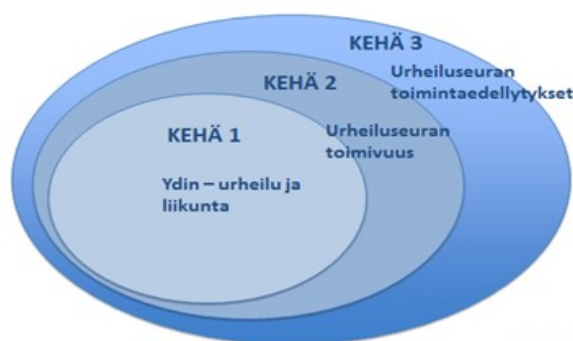 KEHÄ 3
Urheiluseuran
toimintaedellytykset
KEHÄ 2
Urheiluseuran
toimivuus
KEHÄ 1
Ydin – urheilu ja
liikunta